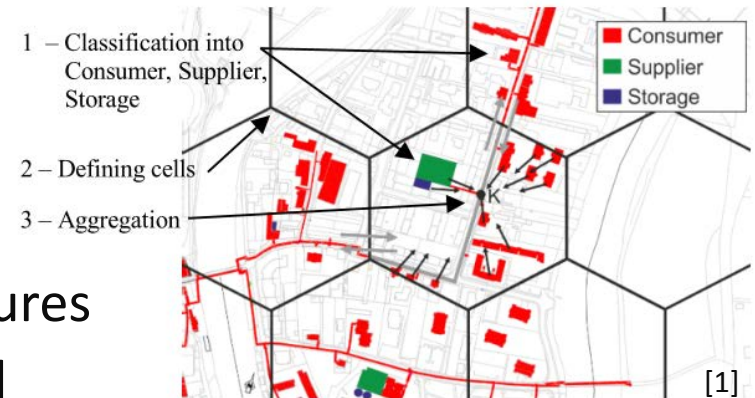 1 – Classification into
Consumer, Supplier,
Storage
2 – Defining cells
3 – Aggregation
Consumer
Supplier
Storage
k
ures
[1]